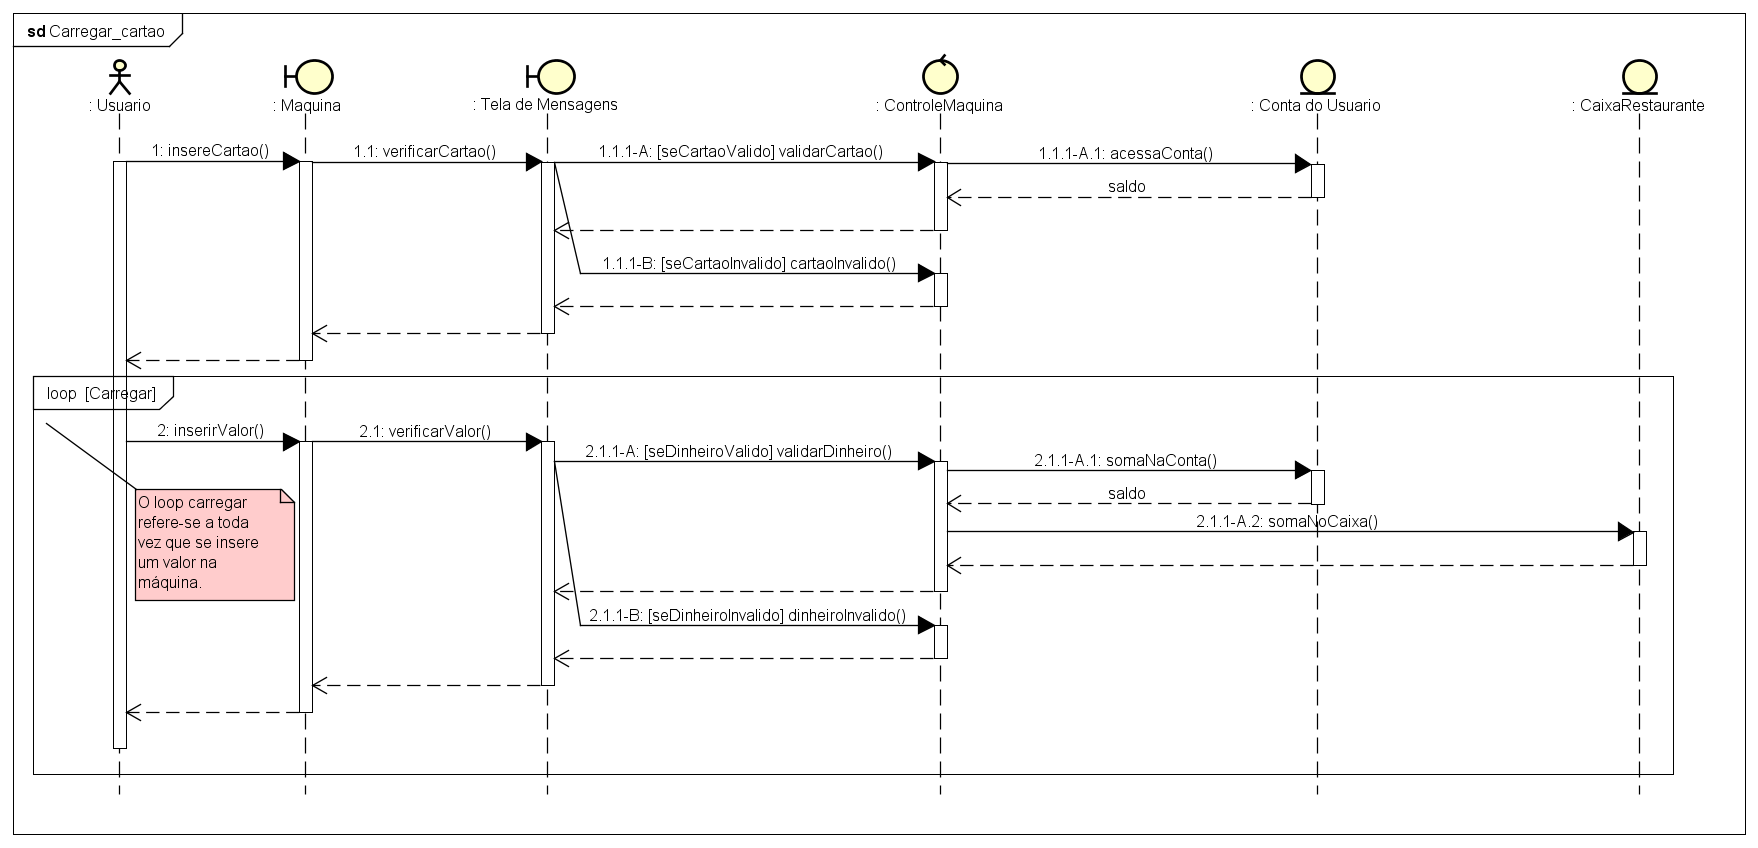 sd Carregar_cartao
: Usuario
: Maquina
: Tela de Mensagens
: ControleMaquina
: Conta do Usuario
: CaixaRestaurante
1: insereCartao()
1.1: verificarCartao()
1.1.1-A: [seCartaoValido] validarCartao()
1.1.1-A.1: acessaConta()
saldo
1.1.1-B: [seCartaoInvalido] cartaoInvalido()
loop [Carregar]
2: inserirValor()
2.1: verificarValor()
2.1.1-A: [seDinheiroValido] validarDinheiro()
2.1.1-A.1: somaNaConta()
saldo
2.1.1-A.2: somaNoCaixa()
O loop carregar
refere-se a toda
vez que se insere
um valor na
máquina.
2.1.1-B: [seDinheiroInvalido] dinheiroInvalido()